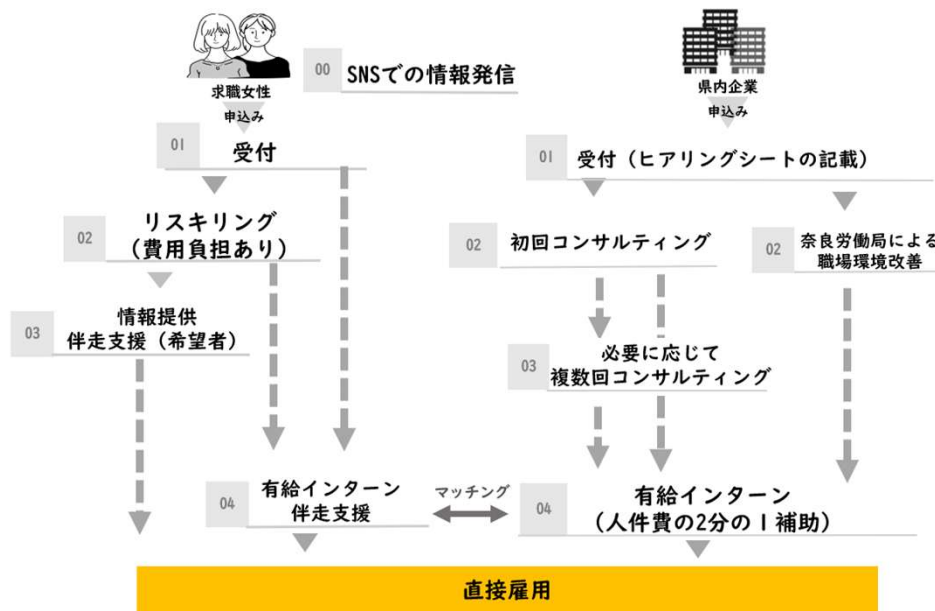 00 SNSでの情報発信
求職女性
申込み
01 受付
02 リスキリング
（費用負担あり）
03 情報提供
伴走支援（希望者）
04 有給インターン
伴走支援
マッチング
県内企業
申込み
01 受付（ヒアリングシートの記載）
02 初回コンサルティング
02 奈良労働局による
職場環境改善
03 必要に応じて
複数回コンサルティング
04 有給インターン
（人件費の2分の1補助）
直接雇用